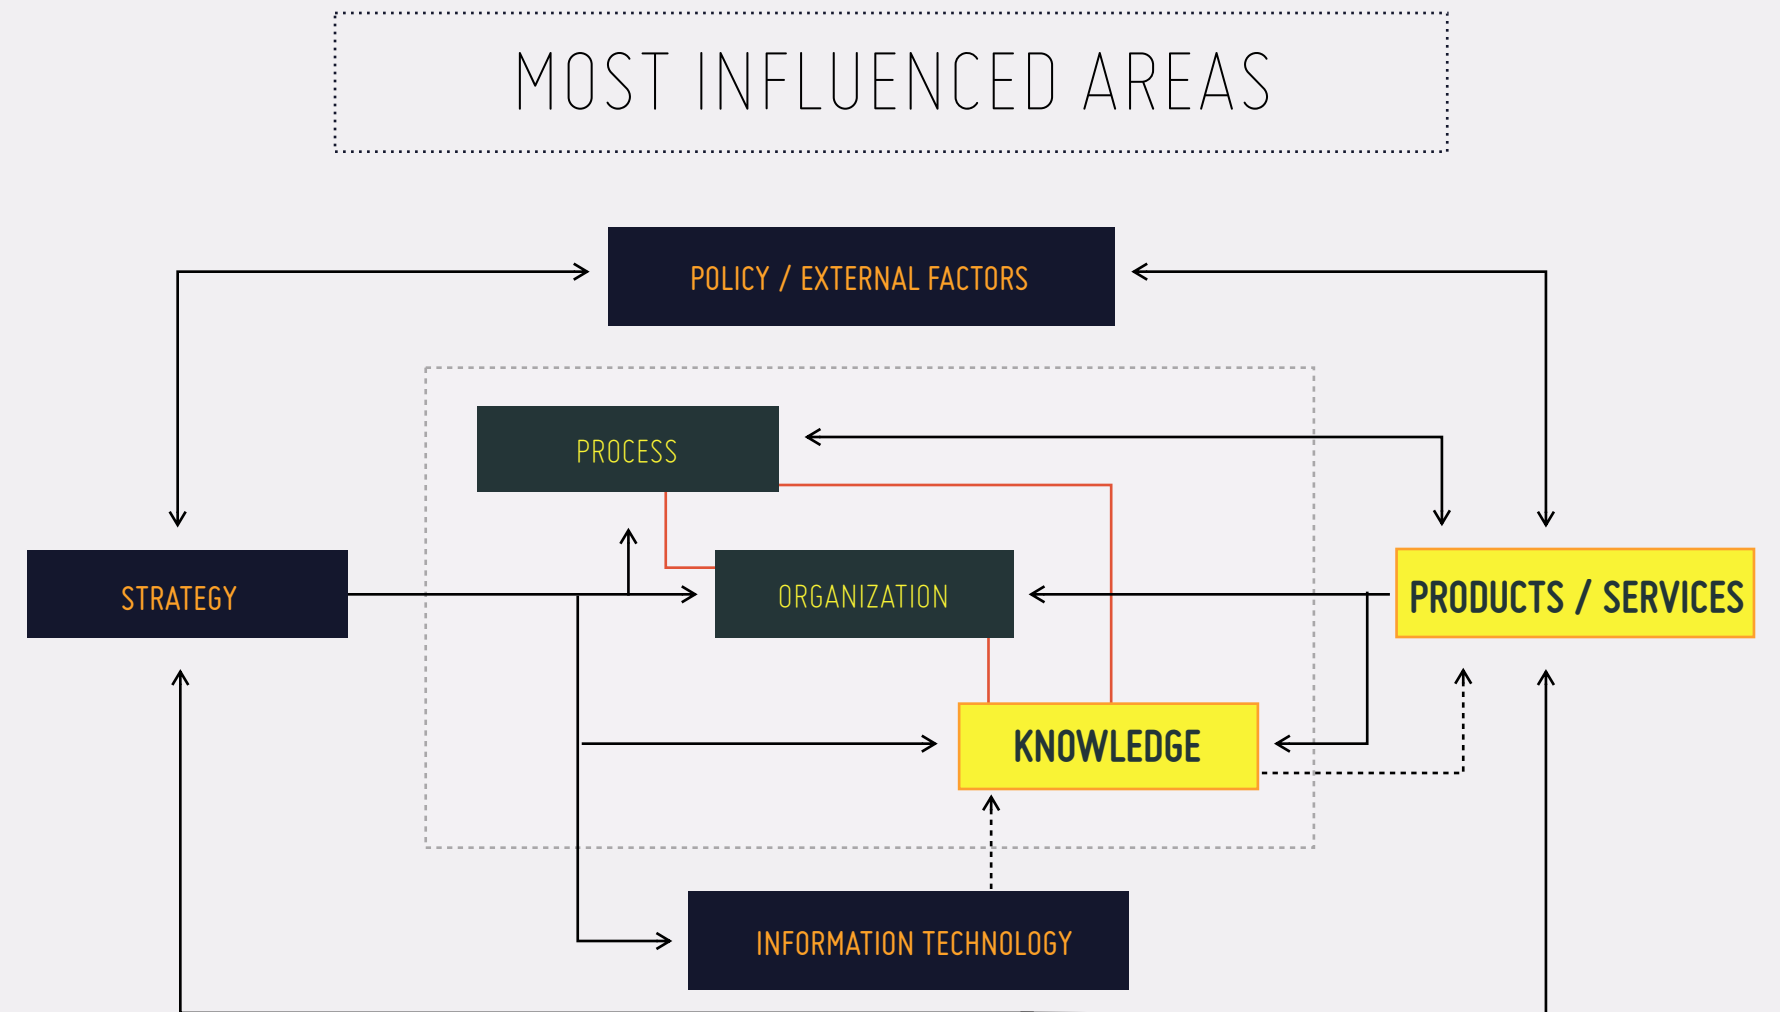 MOST INFLUENCED AREAS
POLICY / EXTERNAL FACTORS
PROCESS
STRATEGY
ORGANIZATION
PRODUCTS / SERVICES
KNOWLEDGE
INFORMATION TECHNOLOGY